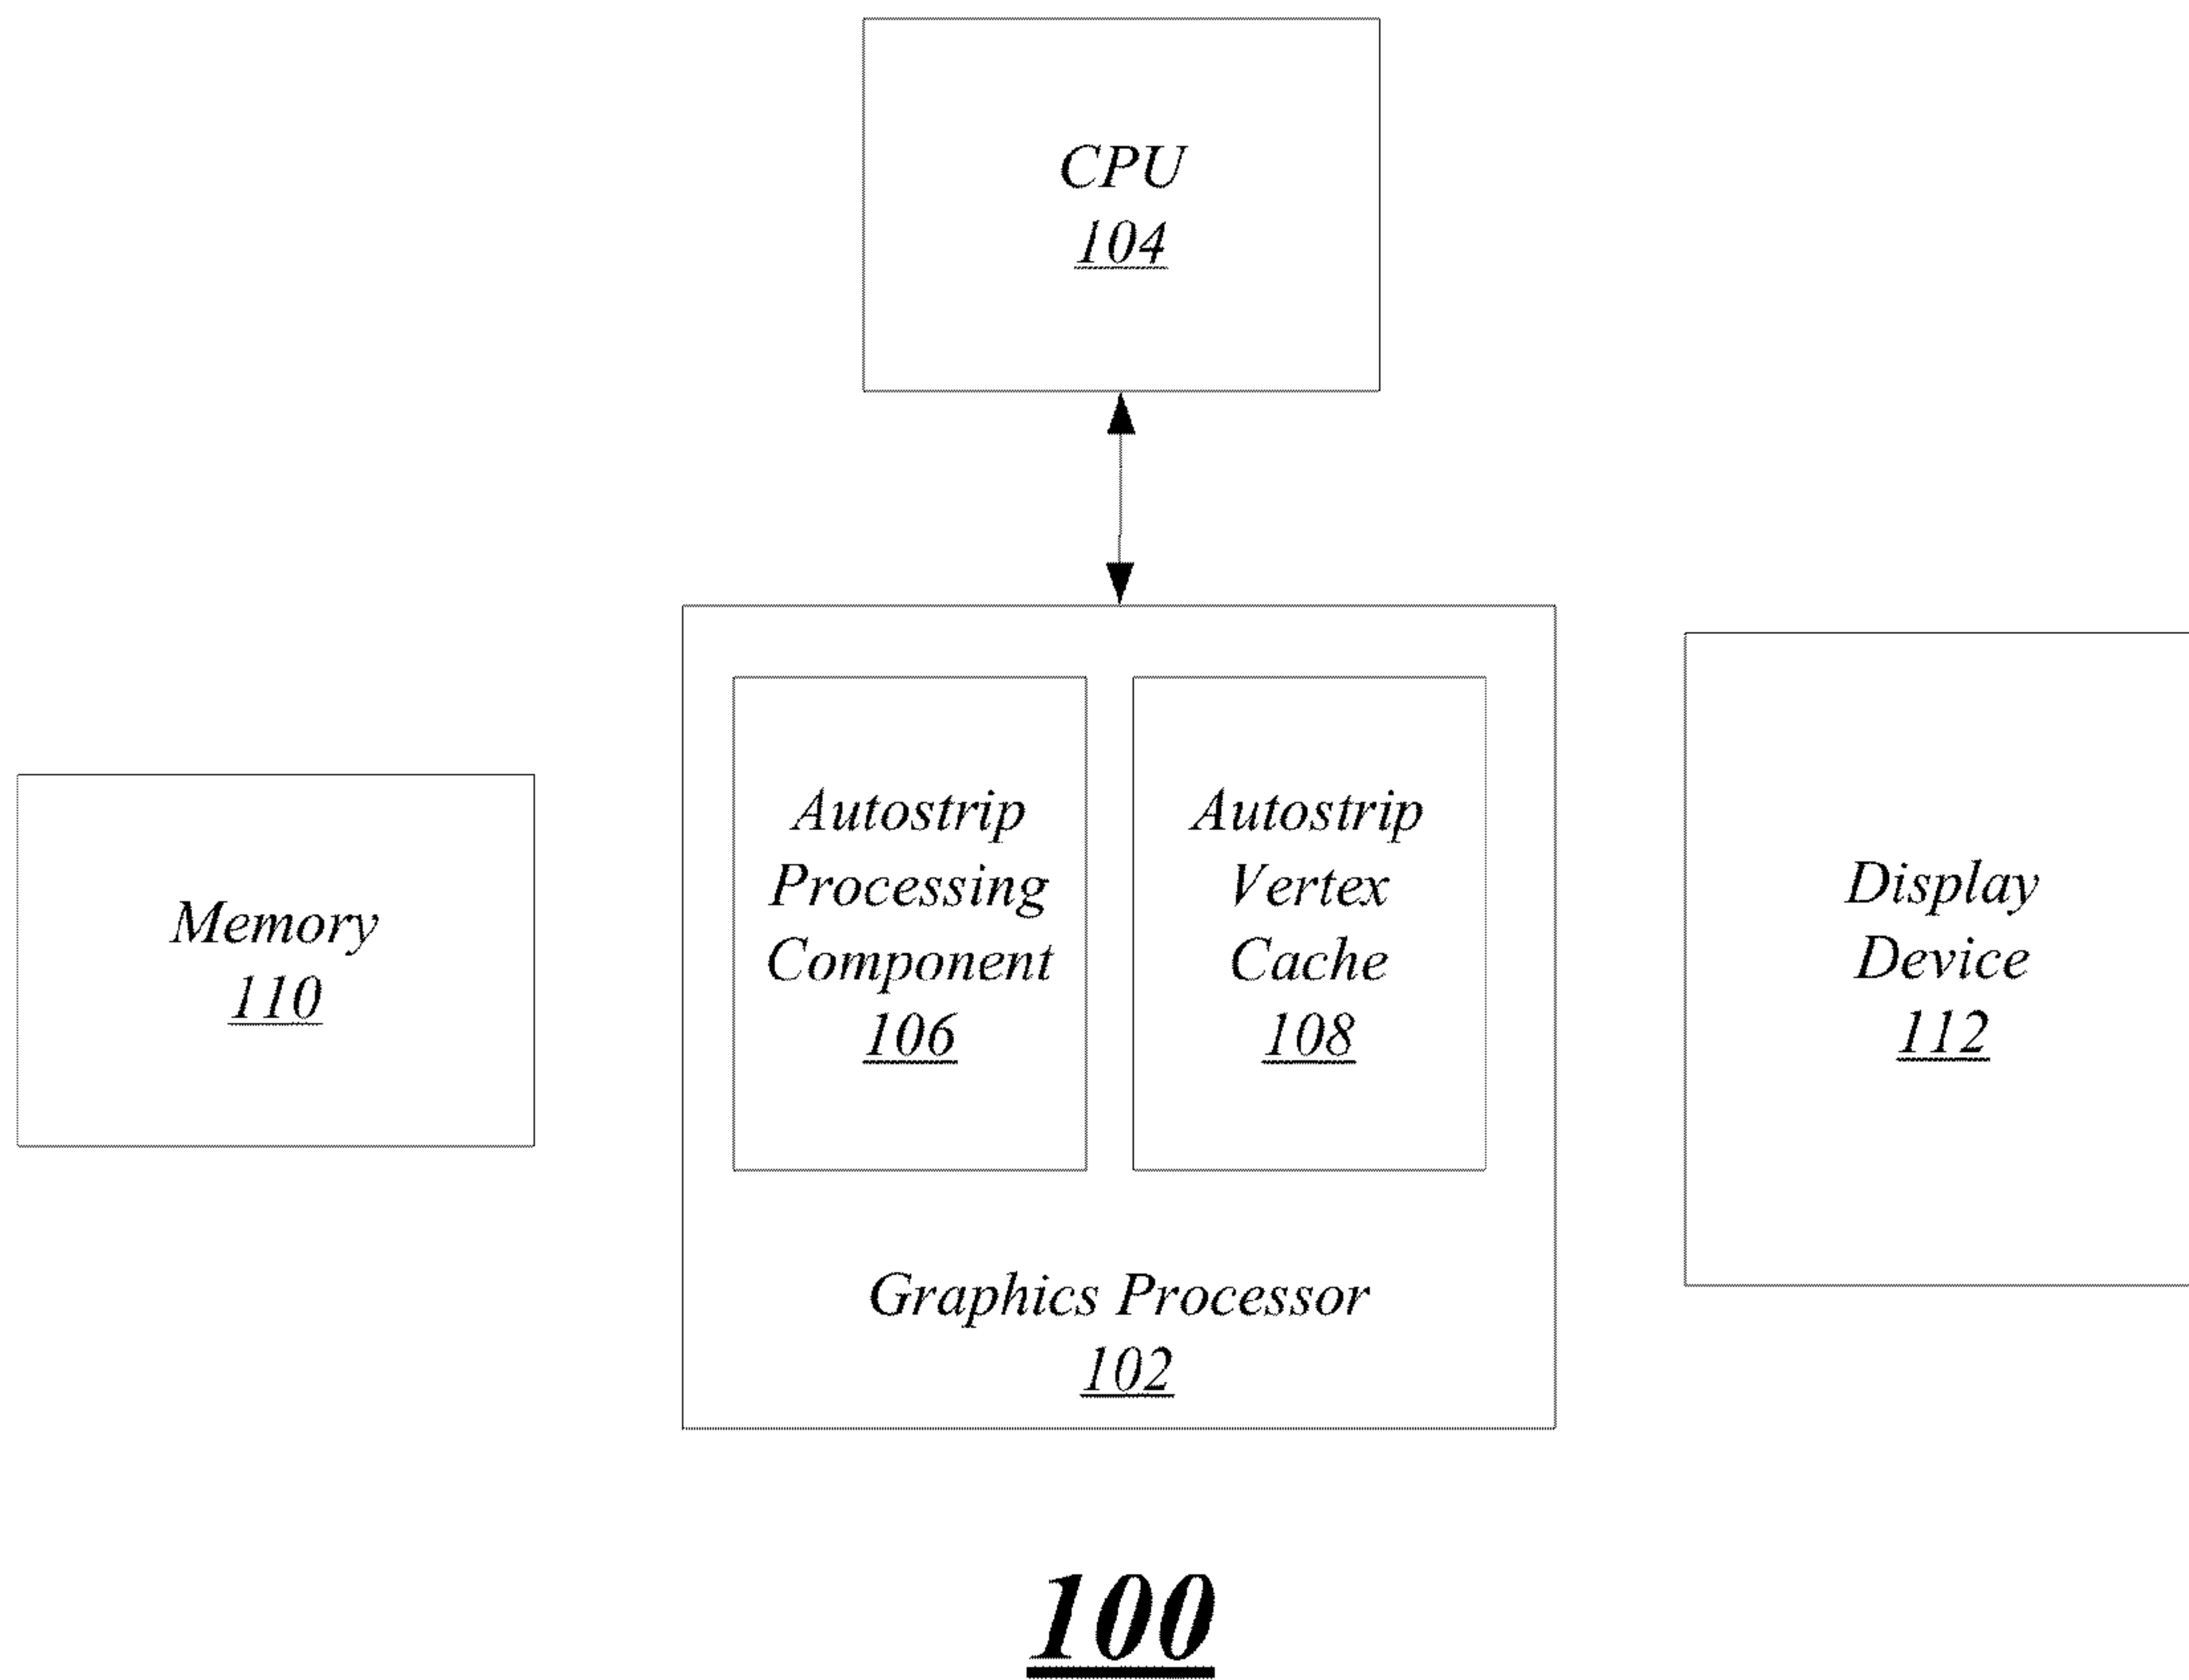 CPU
104
Memory
110
Autostrip
Processing
Component
106
Autostrip
Vertex
Cache
108
Graphics Processor
102
Display
Device
112
100